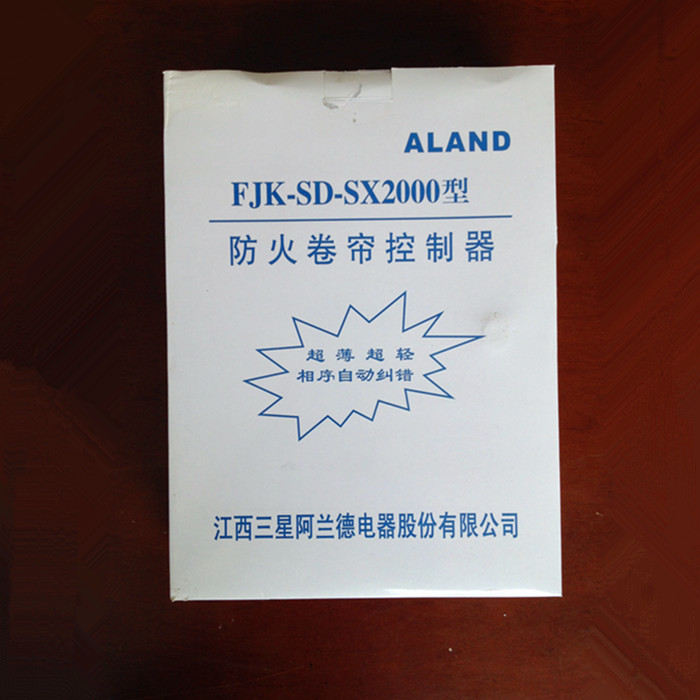 ALAND
FJK-SD-SX2000型
防火卷帘控制器
超薄超轻
相序自动纠错
江西三星阿兰德电器股份有限公司